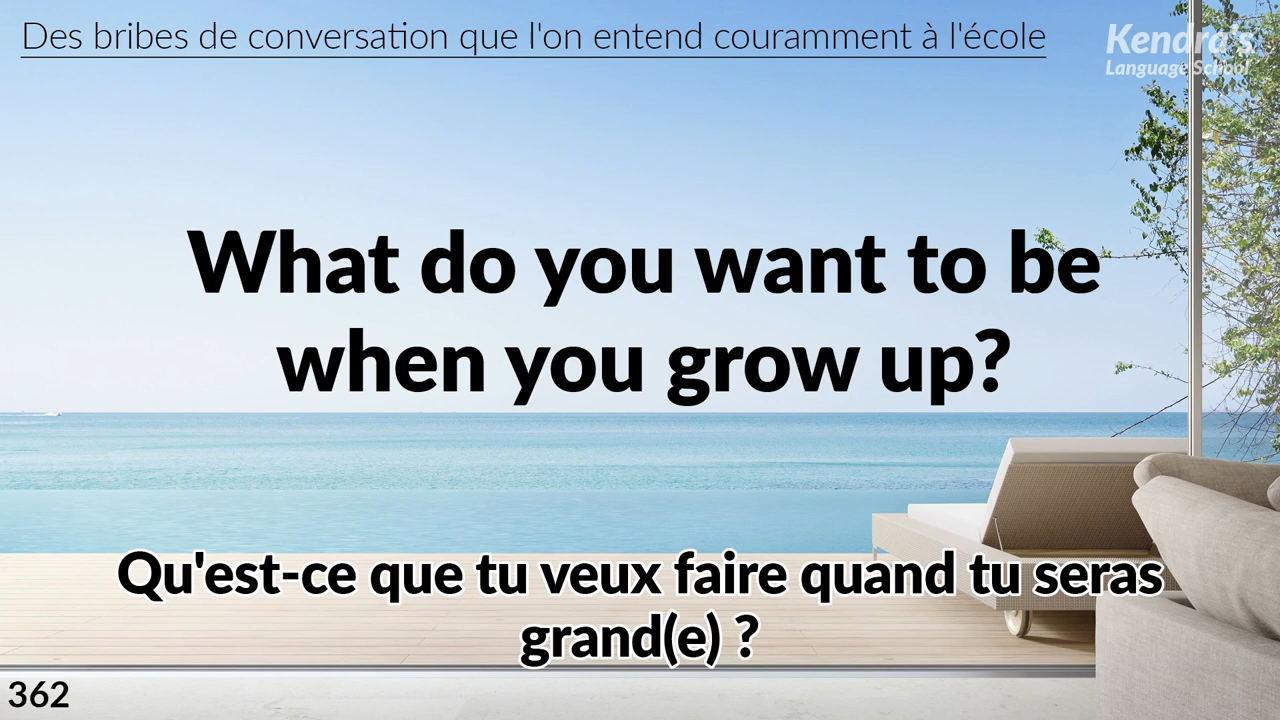 Des bribes de conversation que l'on entend couramment à l'école
Kendra's
Language School
What do you want to be
when you grow up?
Qu'est-ce que tu veux faire quand tu seras
grand(e) ?
362